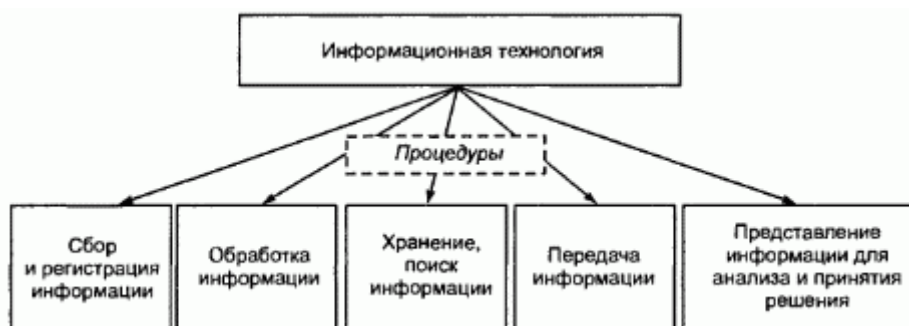 Информационная технология
Процедуры
Сбор
и регистрация
информации
Обработка
информации
Хранение,
поиск
информации
Передача
информации
Представление
информации для
анализа и принятия
решения